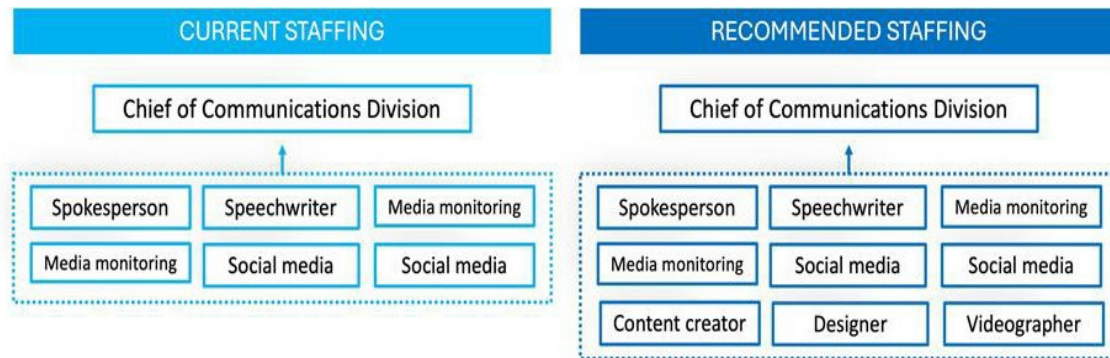 CURRENT STAFFING
Chief of Communications Division
Spokesperson
Speechwriter
Media monitoring
Media monitoring
Social media
Social media
RECOMMENDED STAFFING
Chief of Communications Division
Spokesperson
Speechwriter
Media monitoring
Media monitoring
Social media
Social media
Content creator
Designer
Videographer